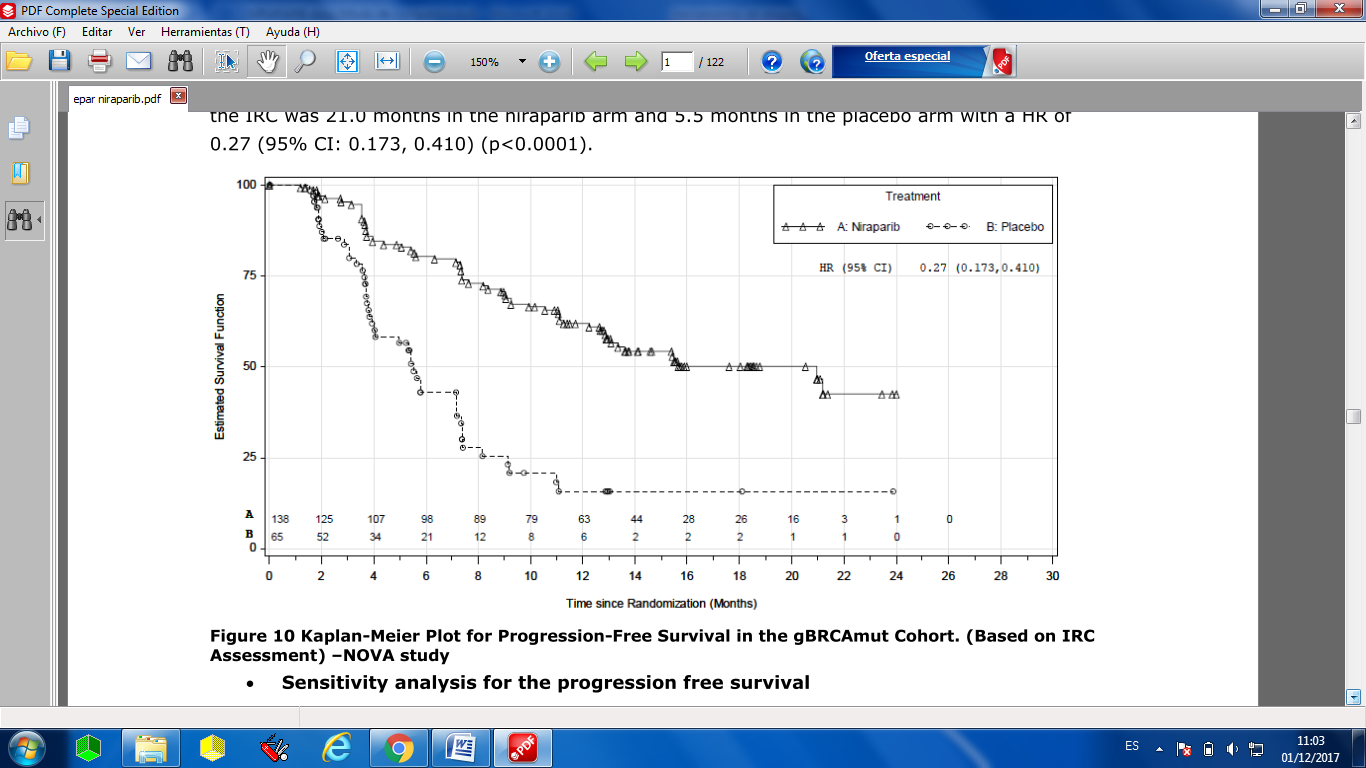 PDF Complete Special Edition
Archivo (F) Editar Ver Herramientas (T) Ayuda (H)
150% 1 / 122 Oferta especial PDF
epar niraparib.pdf
the IRC was 21.0 months in the niraparib arm and 5.5 months in the placebo arm with a HR of
0.27 (95% CI: 0.173, 0.410) (p<0.0001).
Treatment
A: Niraparib B: Placebo
HR (95% CI) 0.27 (0.173,0.410)
Estimated Survival Function
100
75
50
25
0
A 138 125 107 98 89 79 63 44 28 26 16 3 1 0
B 65 52 34 21 12 8 6 2 2 2 1 1 0
0 2 4 6 8 10 12 14 16 18 20 22 24 26 28 30
Time since Randomization (Months)
Figure 10 Kaplan-Meier Plot for Progression-Free Survival in the gBRCAmut Cohort. (Based on IRC
Assessment) –NOVA study
• Sensitivity analysis for the progression free survival
ES
11:03
01/12/2017